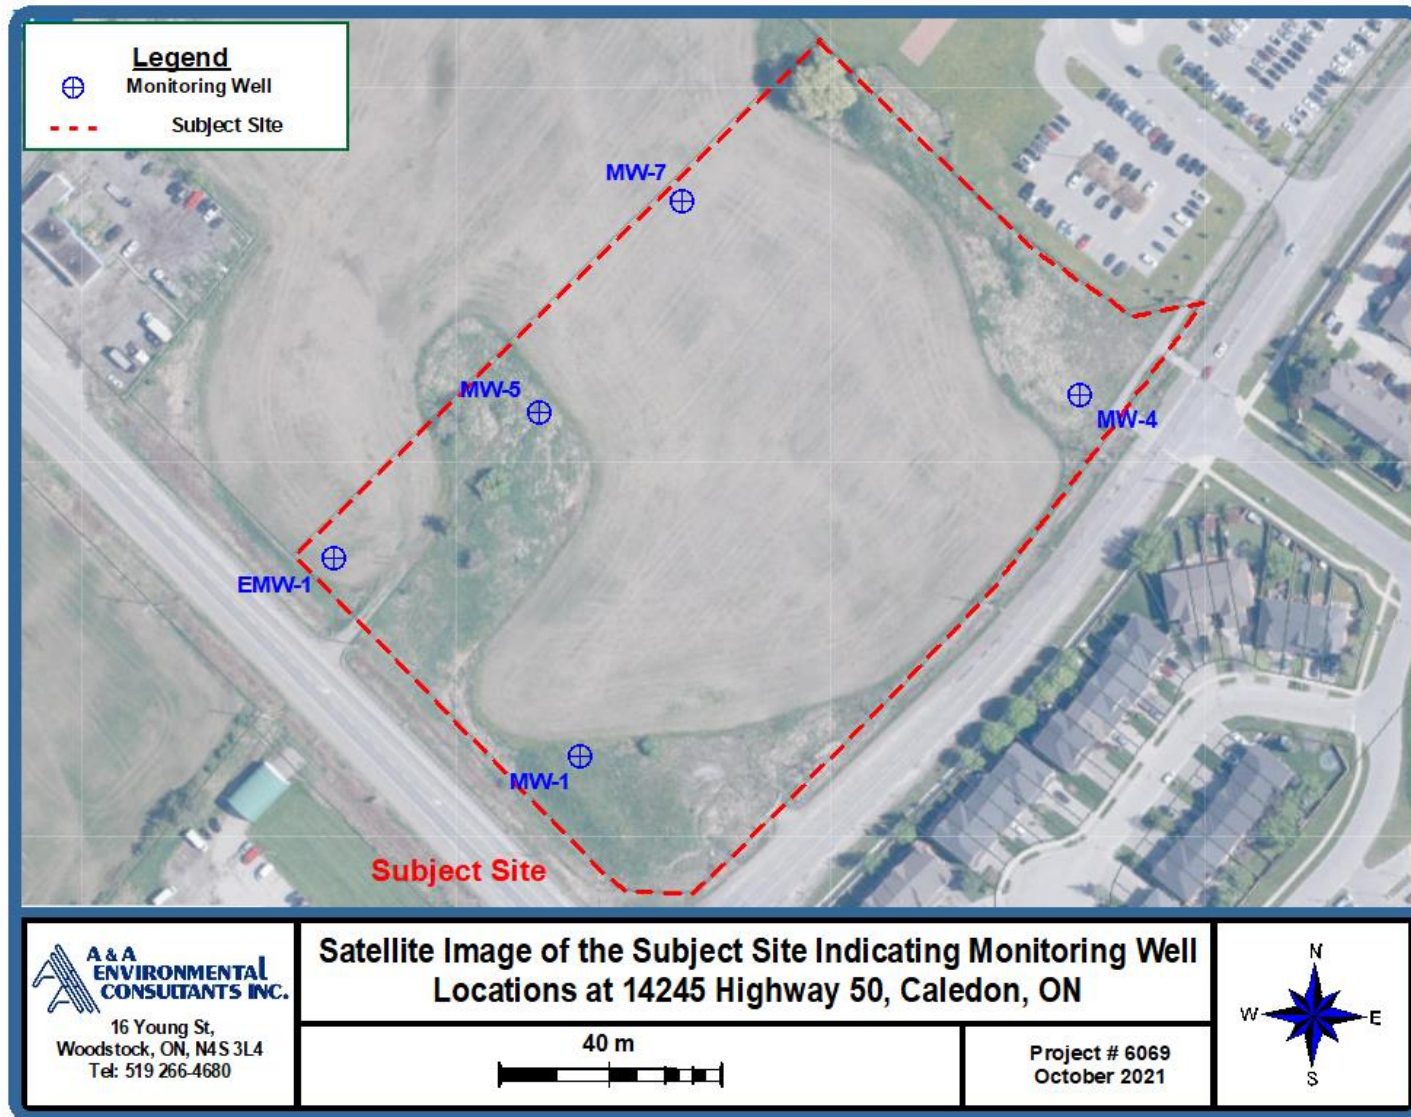 Legend
Monitoring Well
Subject Site
MW-7
MW-5
MW-4
EMW-1
MW-1
Subject Site
A & A
ENVIRONMENTAL
CONSULTANTS INC.
16 Young St,
Woodstock, ON, N4S 3L4
Tel: 519 266-4680
Satellite Image of the Subject Site Indicating Monitoring Well
Locations at 14245 Highway 50, Caledon, ON
40 m
Project # 6069
October 2021
N
W
E
S